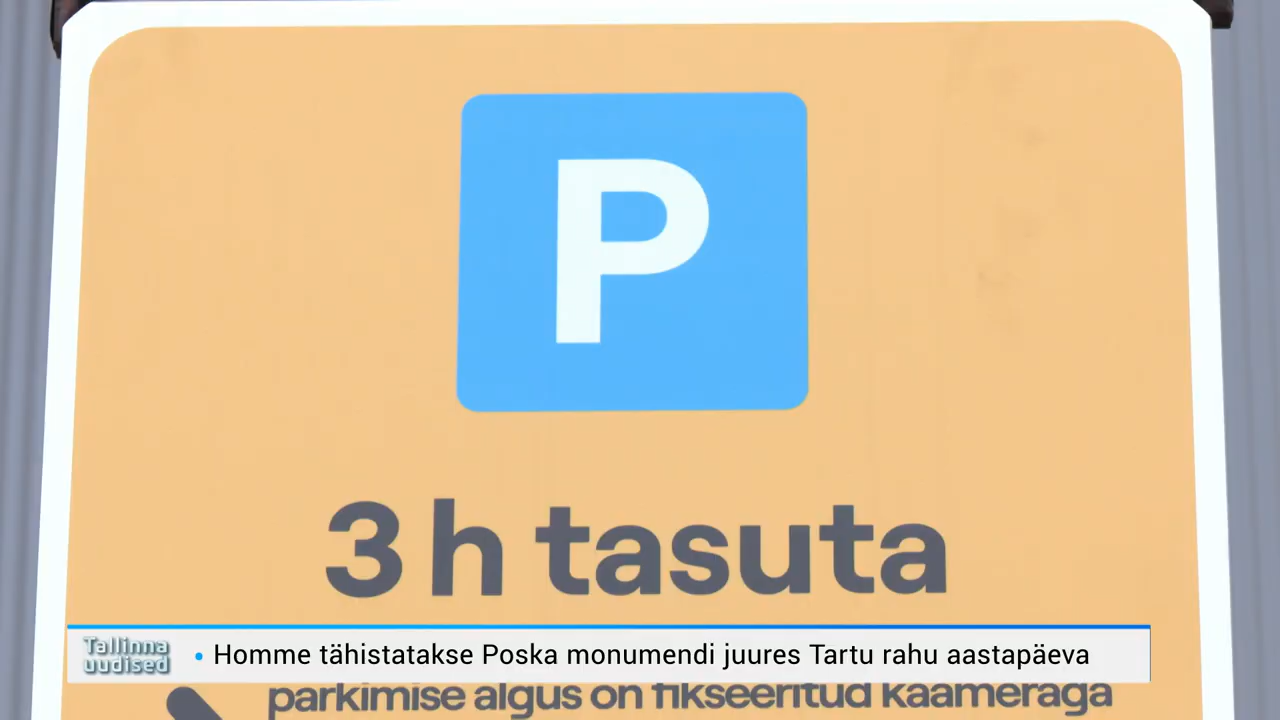 P
3 h tasuta
Tallinna
uudised
• Homme tähistatakse Poska monumendi juures Tartu rahu aastapäeva
parkimise algus on fikseeritud kaameraga